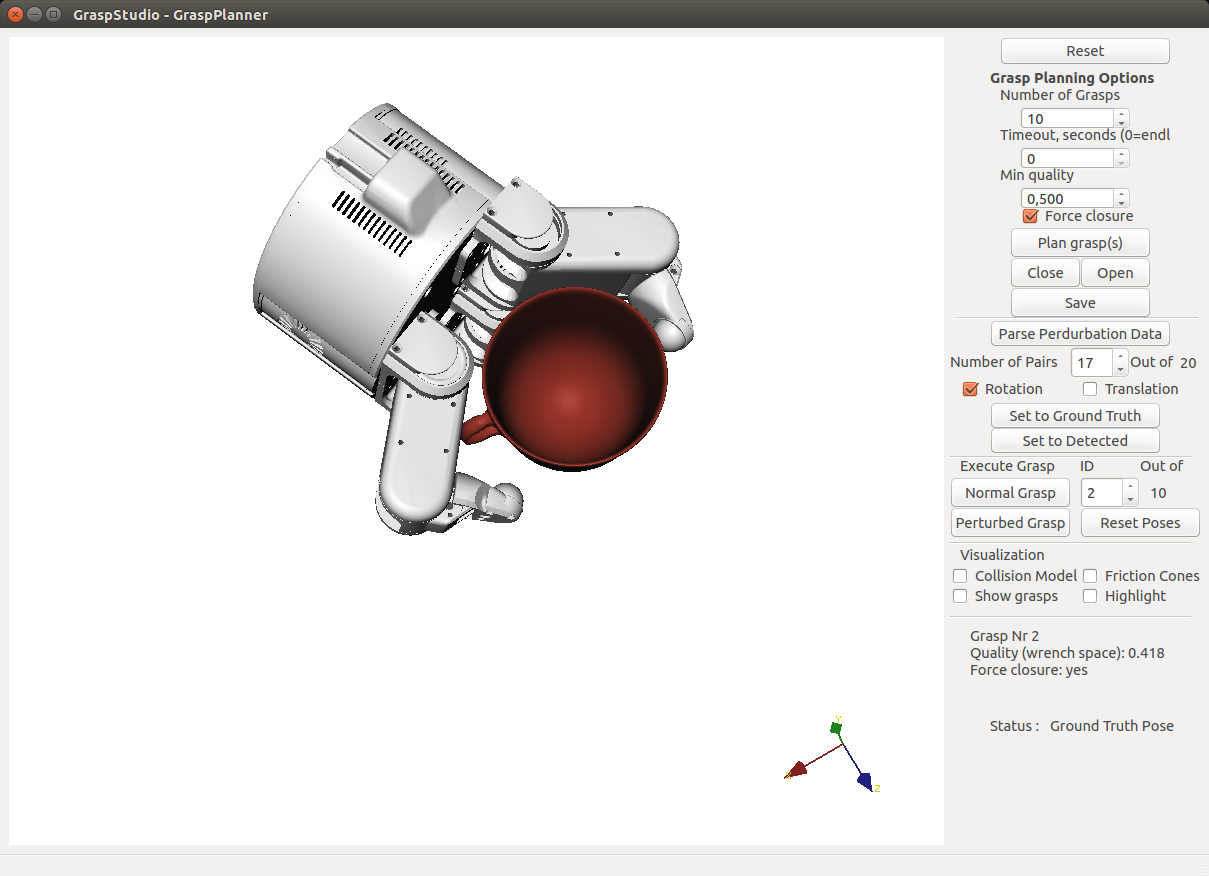 GraspStudio - GraspPlanner
Reset
Grasp Planning Options
Number of Grasps
10
Timeout, seconds (0=endl
0
Min quality
0,500
Force closure
Plan grasp(s)
Close Open
Save
Parse Perdurbation Data
Number of Pairs 17 Out of 20
Rotation Translation
Set to Ground Truth
Set to Detected
Execute Grasp ID Out of
Normal Grasp 2 10
Perturbed Grasp Reset Poses
Visualization
Collision Model Friction Cones
Show grasps Highlight
Grasp Nr 2
Quality (wrench space): 0.418
Force closure: yes
Status : Ground Truth Pose
Y
X
Z